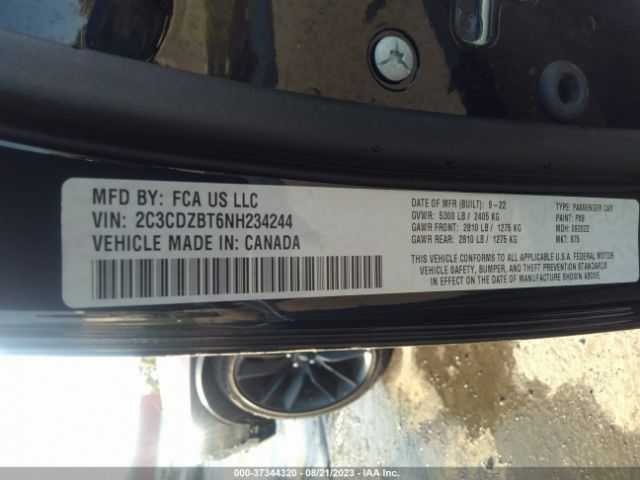 MFD BY: FCA US LLC
VIN: 2C3CDZBT6NH234244
VEHICLE MADE IN: CANADA
DATE OF MFR (BUILT): 9-22
GVWR: 5300 LB / 2405 KG
GAWR FRONT: 2810 LB / 1275 KG
GAWR REAR: 2810 LB / 1275 KG
TYPE: PASSENGER CAR
PAINT: PX8
MDH: 092022
MKT: 875
THIS VEHICLE CONFORMS TO ALL APPLICABLE U.S.A. FEDERAL MOTOR
VEHICLE SAFETY, BUMPER, AND THEFT PREVENTION STANDARDS
IN EFFECT ON THE DATE OF MANUFACTURE SHOWN ABOVE.
000-37344320 - 08/21/2023 - IAA Inc.